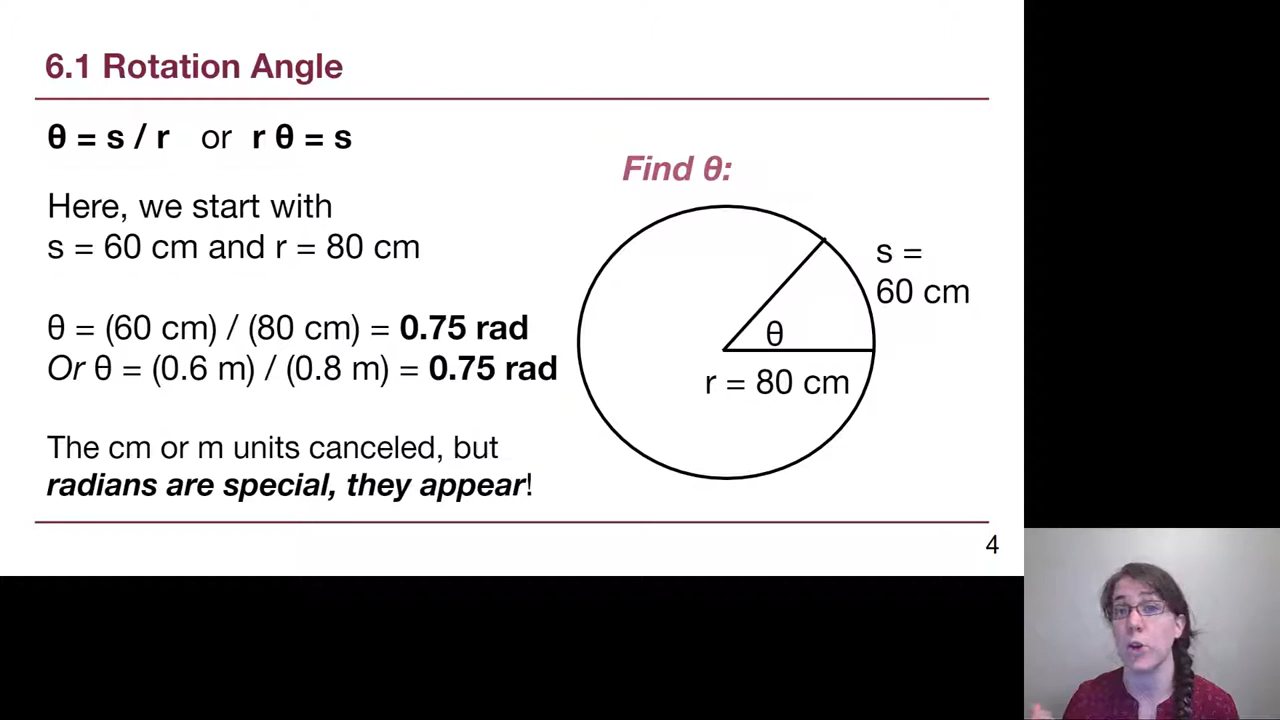 6.1 Rotation Angle
θ = s / r or r θ = s
Here, we start with
s = 60 cm and r = 80 cm
θ = (60 cm) / (80 cm) = 0.75 rad
Or θ = (0.6 m) / (0.8 m) = 0.75 rad
The cm or m units canceled, but
radians are special, they appear!
Find θ:
s =
60 cm
θ
r = 80 cm
4